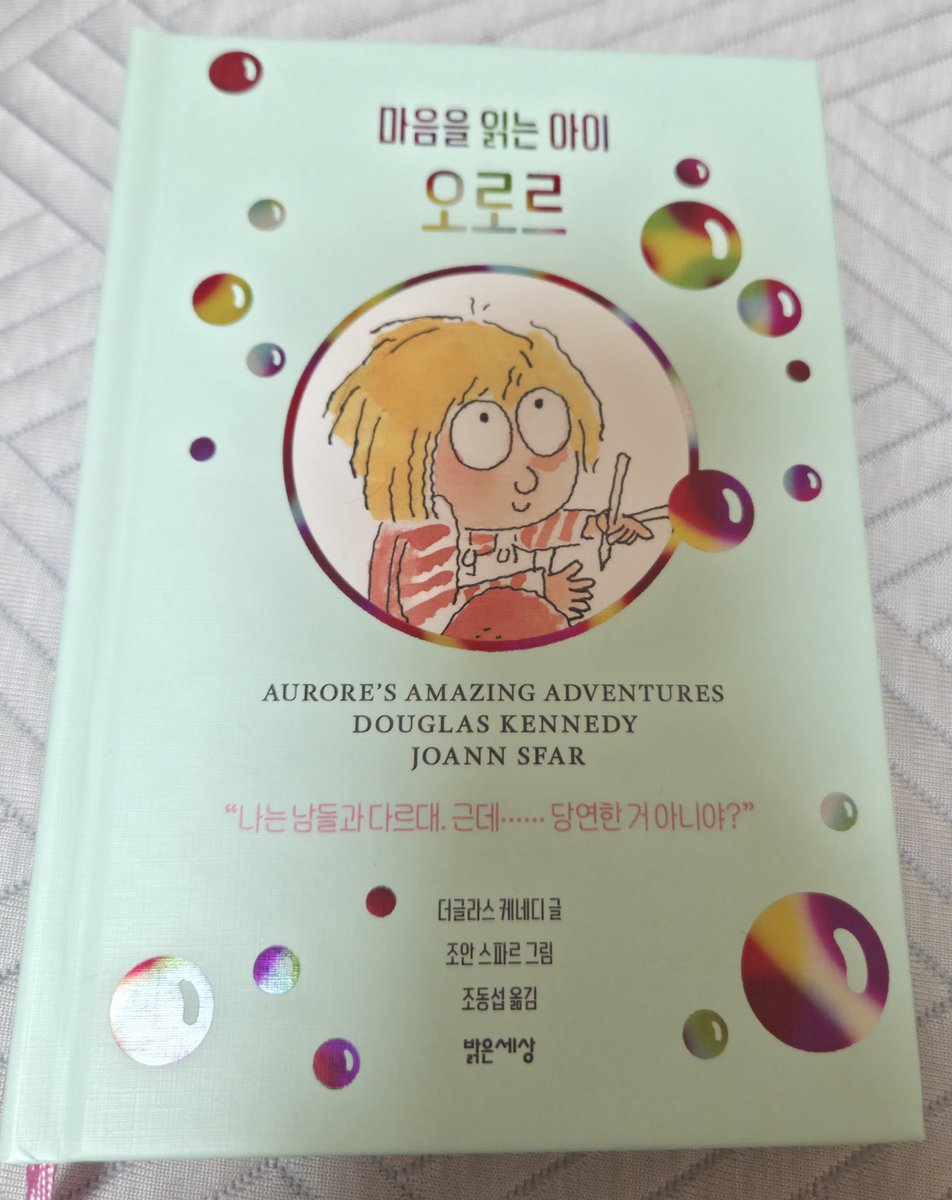 마음을 읽는 아이
오로르
AURORE'S AMAZING ADVENTURES
DOUGLAS KENNEDY
JOANN SFAR
“나는 남들과 다르대. 근데…… 당연한 거 아니야?”
더글라스 케네디 글
조안 스파르 그림
조동섭 옮김
밝은세상